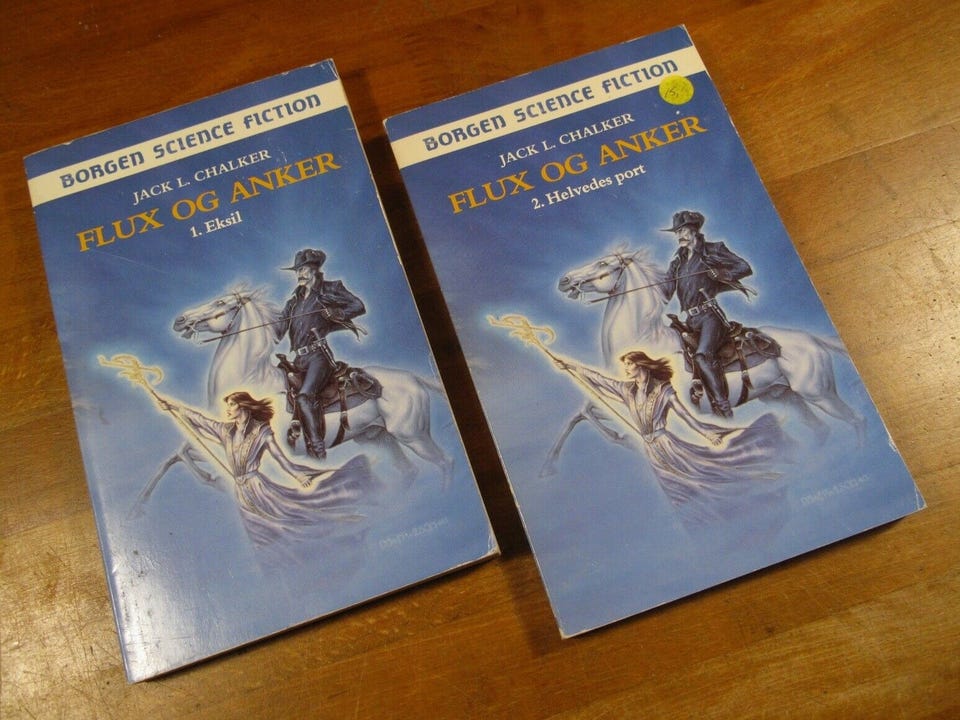 BORGEN SCIENCE FICTION
JACK L. CHALKER
FLUX OG ANKER
1. Eksil
BORGEN SCIENCE FICTION
JACK L. CHALKER
FLUX OG ANKER
2. Helvedes port
15,